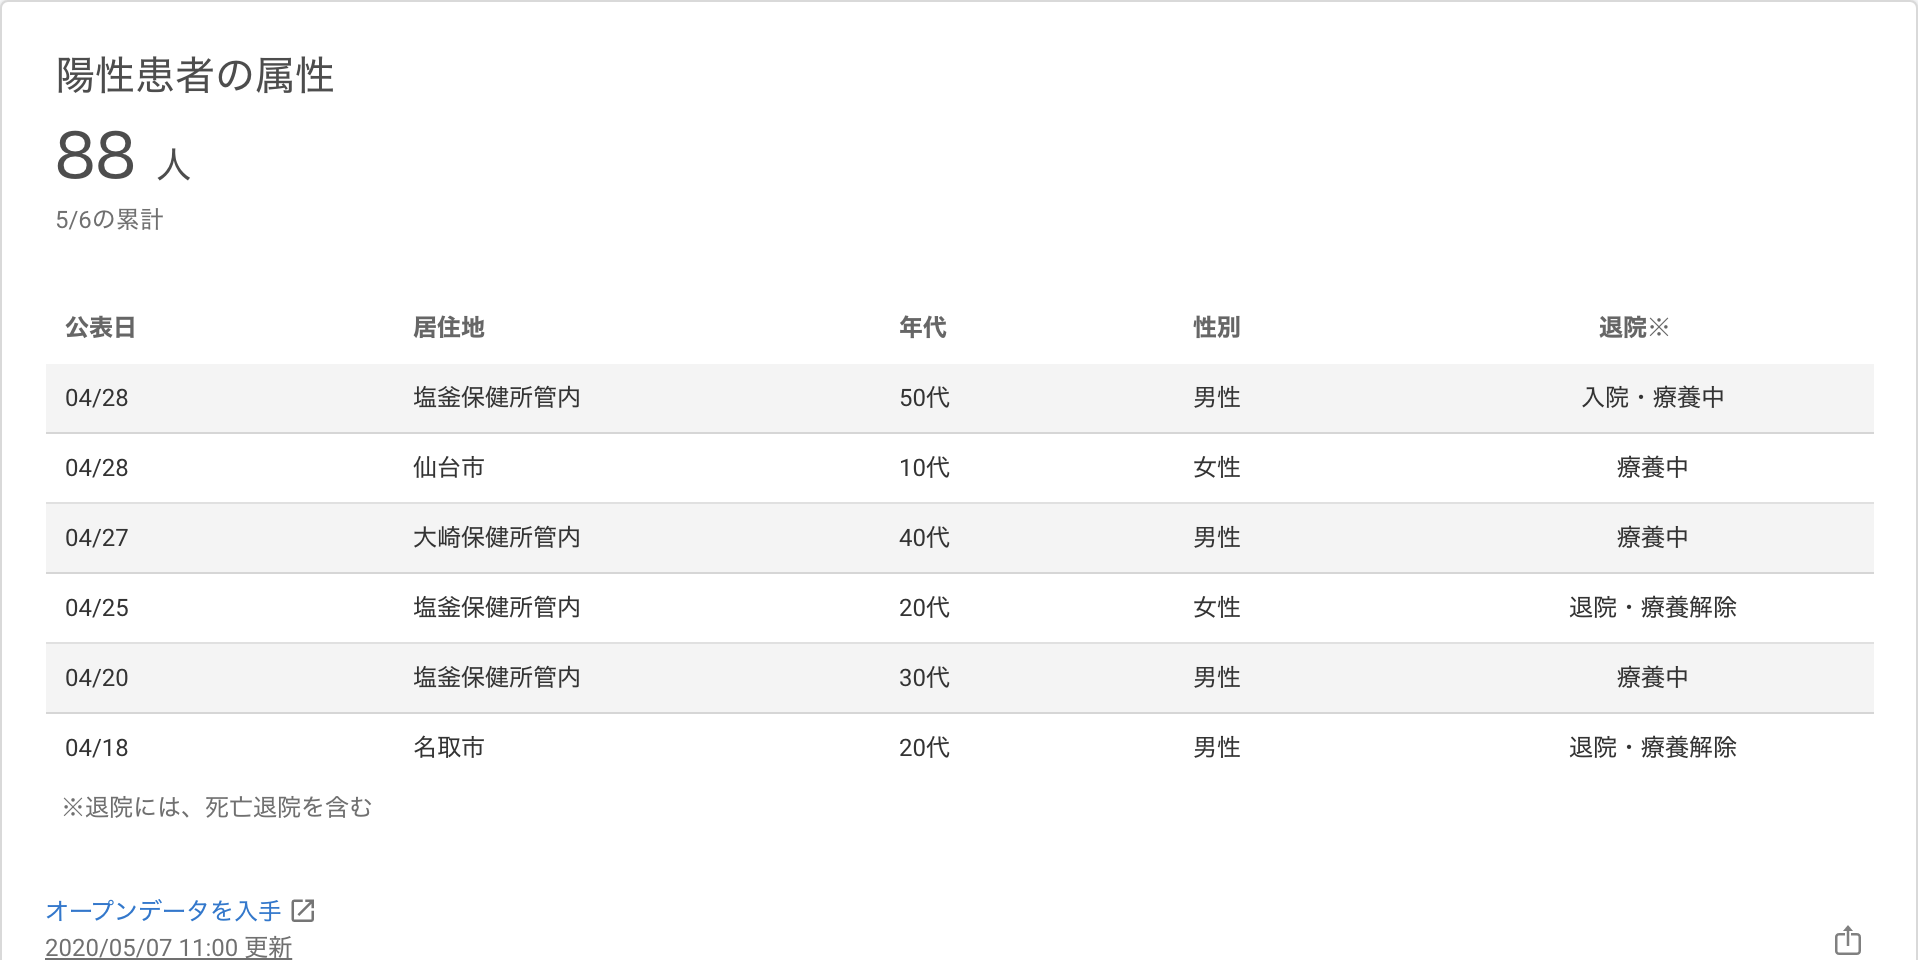 陽性患者の属性
88 人
5/6の累計
公表日 居住地 年代 性別 退院※
04/28 塩釜保健所管内 50代 男性 入院・療養中
04/28 仙台市 10代 女性 療養中
04/27 大崎保健所管内 40代 男性 療養中
04/25 塩釜保健所管内 20代 女性 退院・療養解除
04/20 塩釜保健所管内 30代 男性 療養中
04/18 名取市 20代 男性 退院・療養解除
※退院には、死亡退院を含む
オープンデータを入手
2020/05/07 11:00 更新